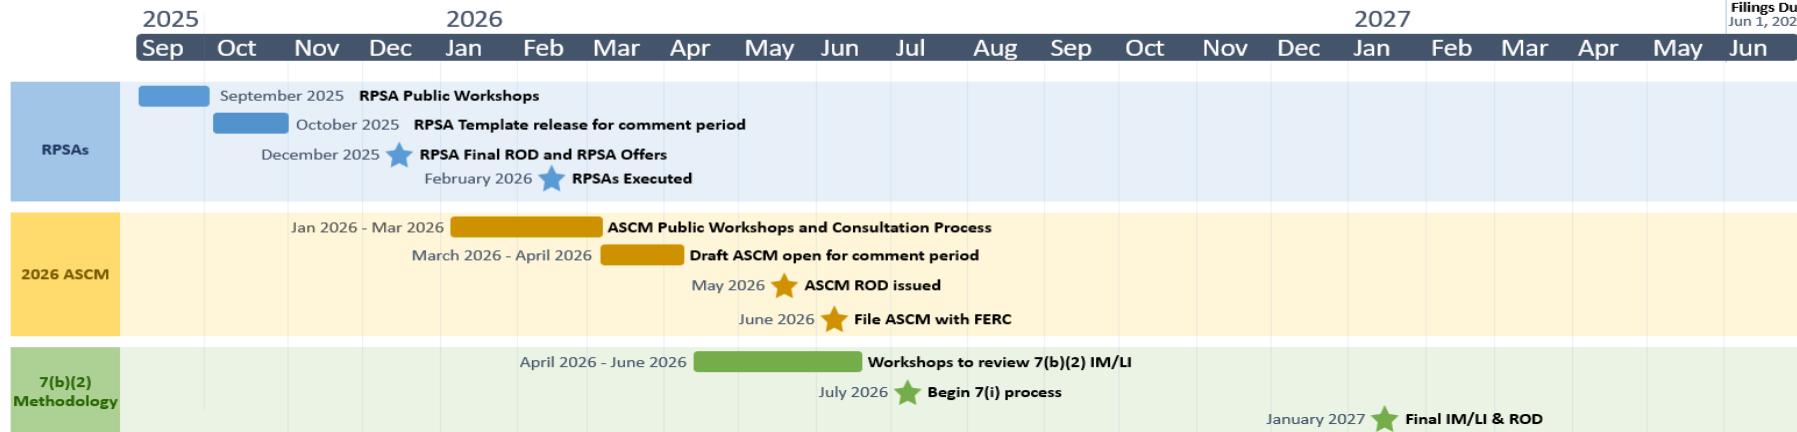 2025 2026 2027 Filings Du
Jun 1, 202
Sep Oct Nov Dec Jan Feb Mar Apr May Jun Jul Aug Sep Oct Nov Dec Jan Feb Mar Apr May Jun
RPSAs
September 2025 RPSA Public Workshops
October 2025 RPSA Template release for comment period
December 2025 RPSA Final ROD and RPSA Offers
February 2026 RPSAs Executed
2026 ASCM
Jan 2026 - Mar 2026 ASCM Public Workshops and Consultation Process
March 2026 - April 2026 Draft ASCM open for comment period
May 2026 ASCM ROD issued
June 2026 File ASCM with FERC
7(b)(2)
Methodology
April 2026 - June 2026 Workshops to review 7(b)(2) IM/LI
July 2026 Begin 7(i) process
January 2027 Final IM/LI & ROD